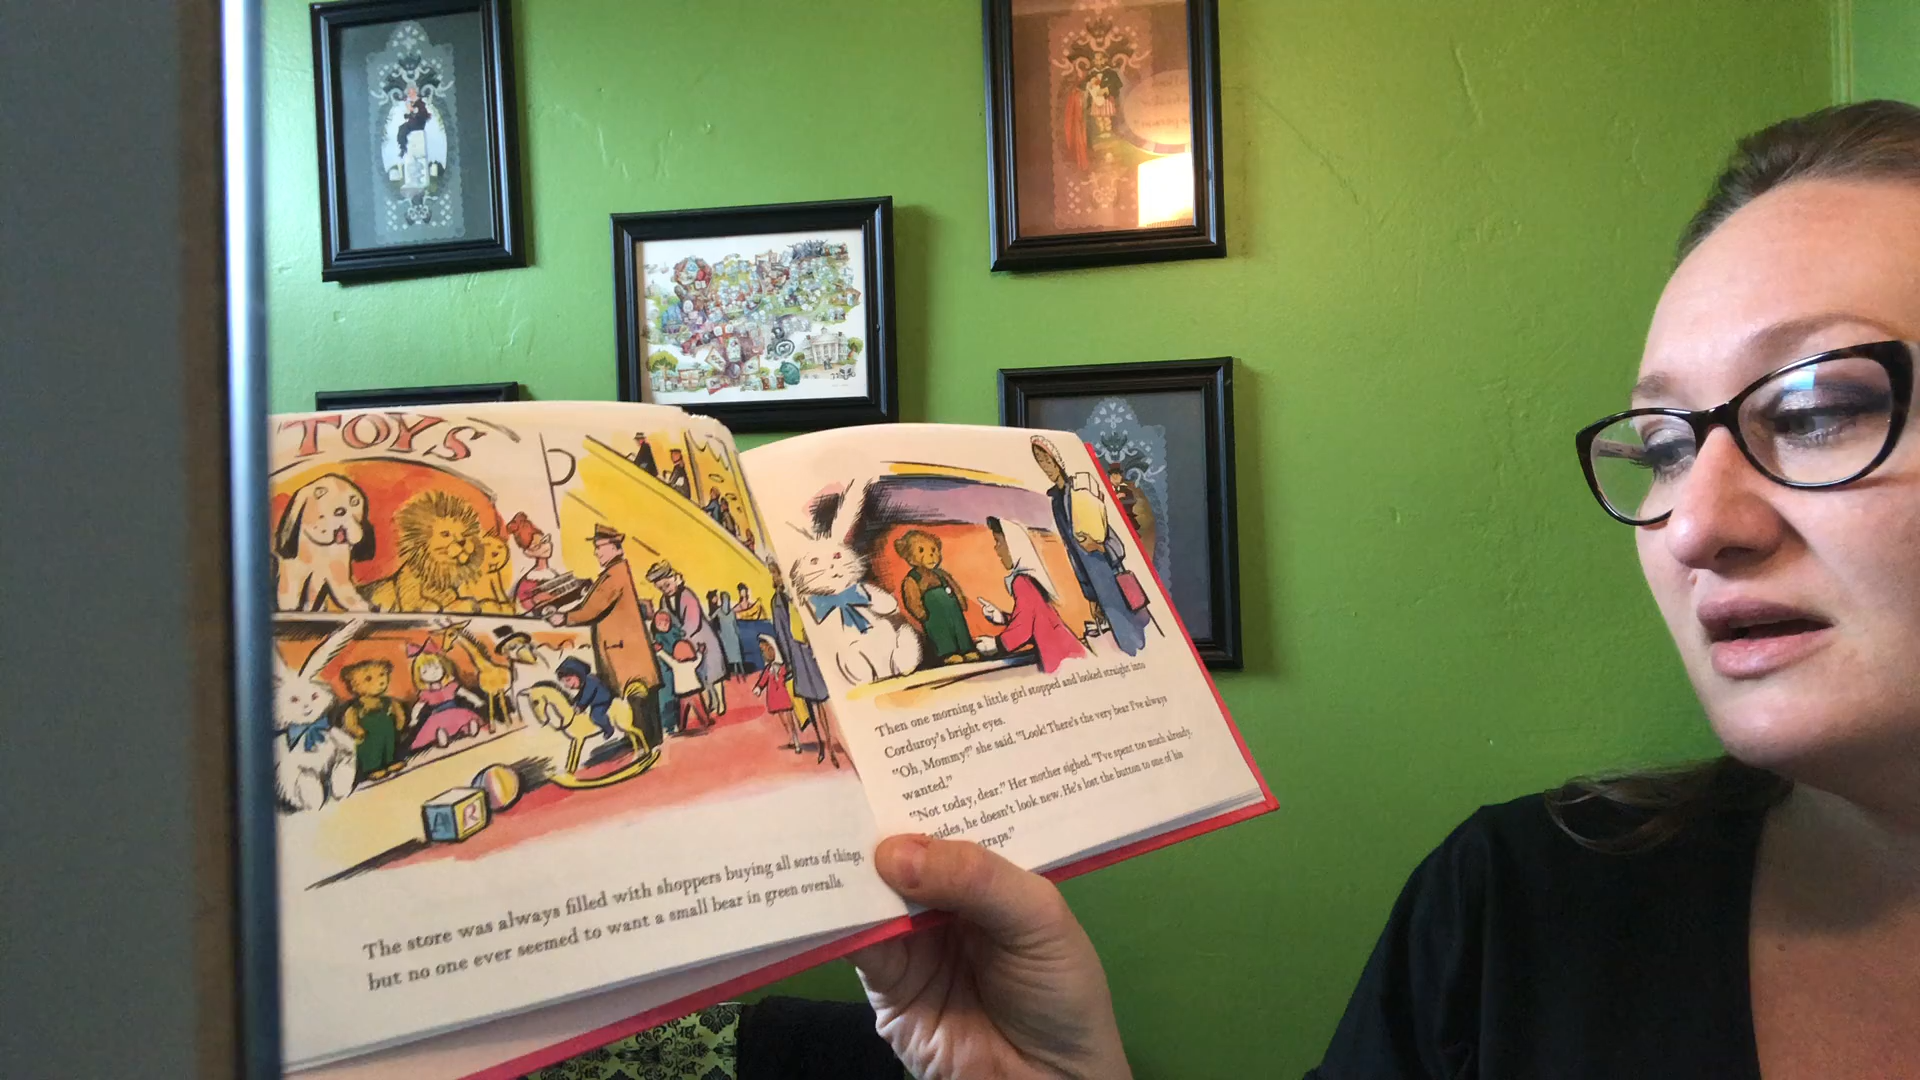 TOYS
A R
The store was always filled with shoppers buying all sorts of things,
but no one ever seemed to want a small bear in green overalls.
Then one morning a little girl stopped and looked straight into
Corduroy's bright eyes.
"Oh, Mommy!" she said. "Look! There's the very bear I've always
wanted."
"Not today, dear." Her mother sighed. "I've spent too much already.
esides, he doesn't look new. He's lost the button to one of his
straps."